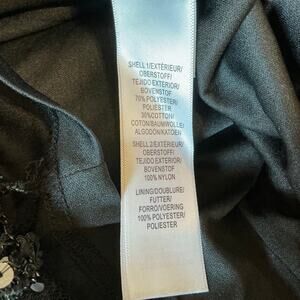 SHELL 1/EXTÉRIEUR/
OBERSTOFF/
TEJIDO EXTERIOR/
BOVENSTOF
70% POLYESTER/
POLIÉSTER
30%COTTON/
COTON/BAUMWOLLE/
ALGODÓN/KATOEN
SHELL 2/EXTÉRIEUR/
OBERSTOFF/
TEJIDO EXTERIOR/
BOVENSTOF
100% NYLON
LINING/DOUBLURE/
FUTTER/
FORRO/VOERING
100% POLYESTER/
POLIESTER